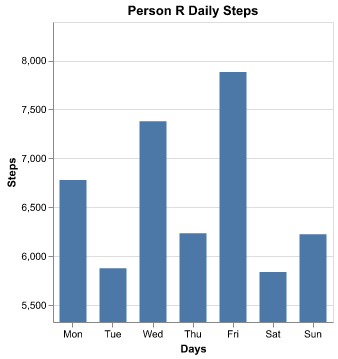 Person R Daily Steps
8,000
7,500
7,000
6,500
6,000
5,500
Steps
Mon Tue Wed Thu Fri Sat Sun
Days